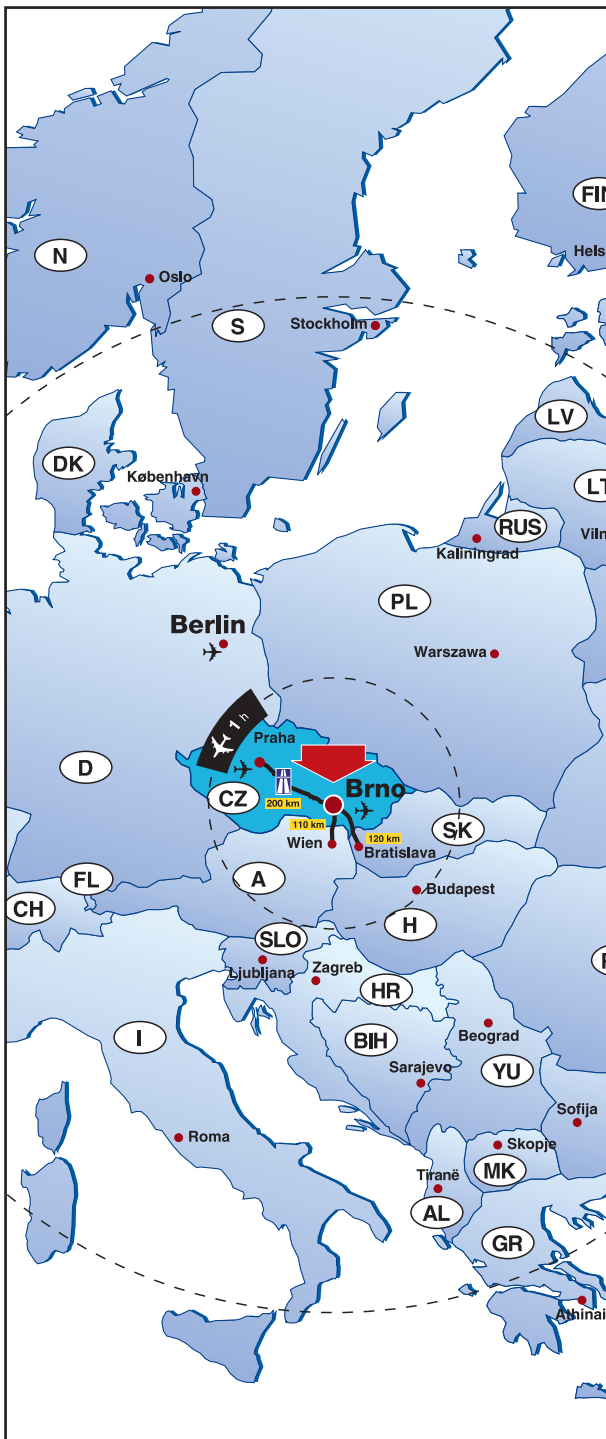 FIN
N
Oslo
Hels
S
Stockholm
LV
DK
København
LT
RUS
Viln
Kaliningrad
PL
Berlin
Warszawa
1 h
Praha
D
CZ
Brno
200 km
110 km
SK
120 km
Wien
Bratislava
FL
A
Budapest
CH
H
SLO
Ljubljana
Zagreb
HR
I
BIH
Beograd
Sarajevo
YU
Sofija
Roma
Skopje
MK
Tiranë
AL
GR
Athinai